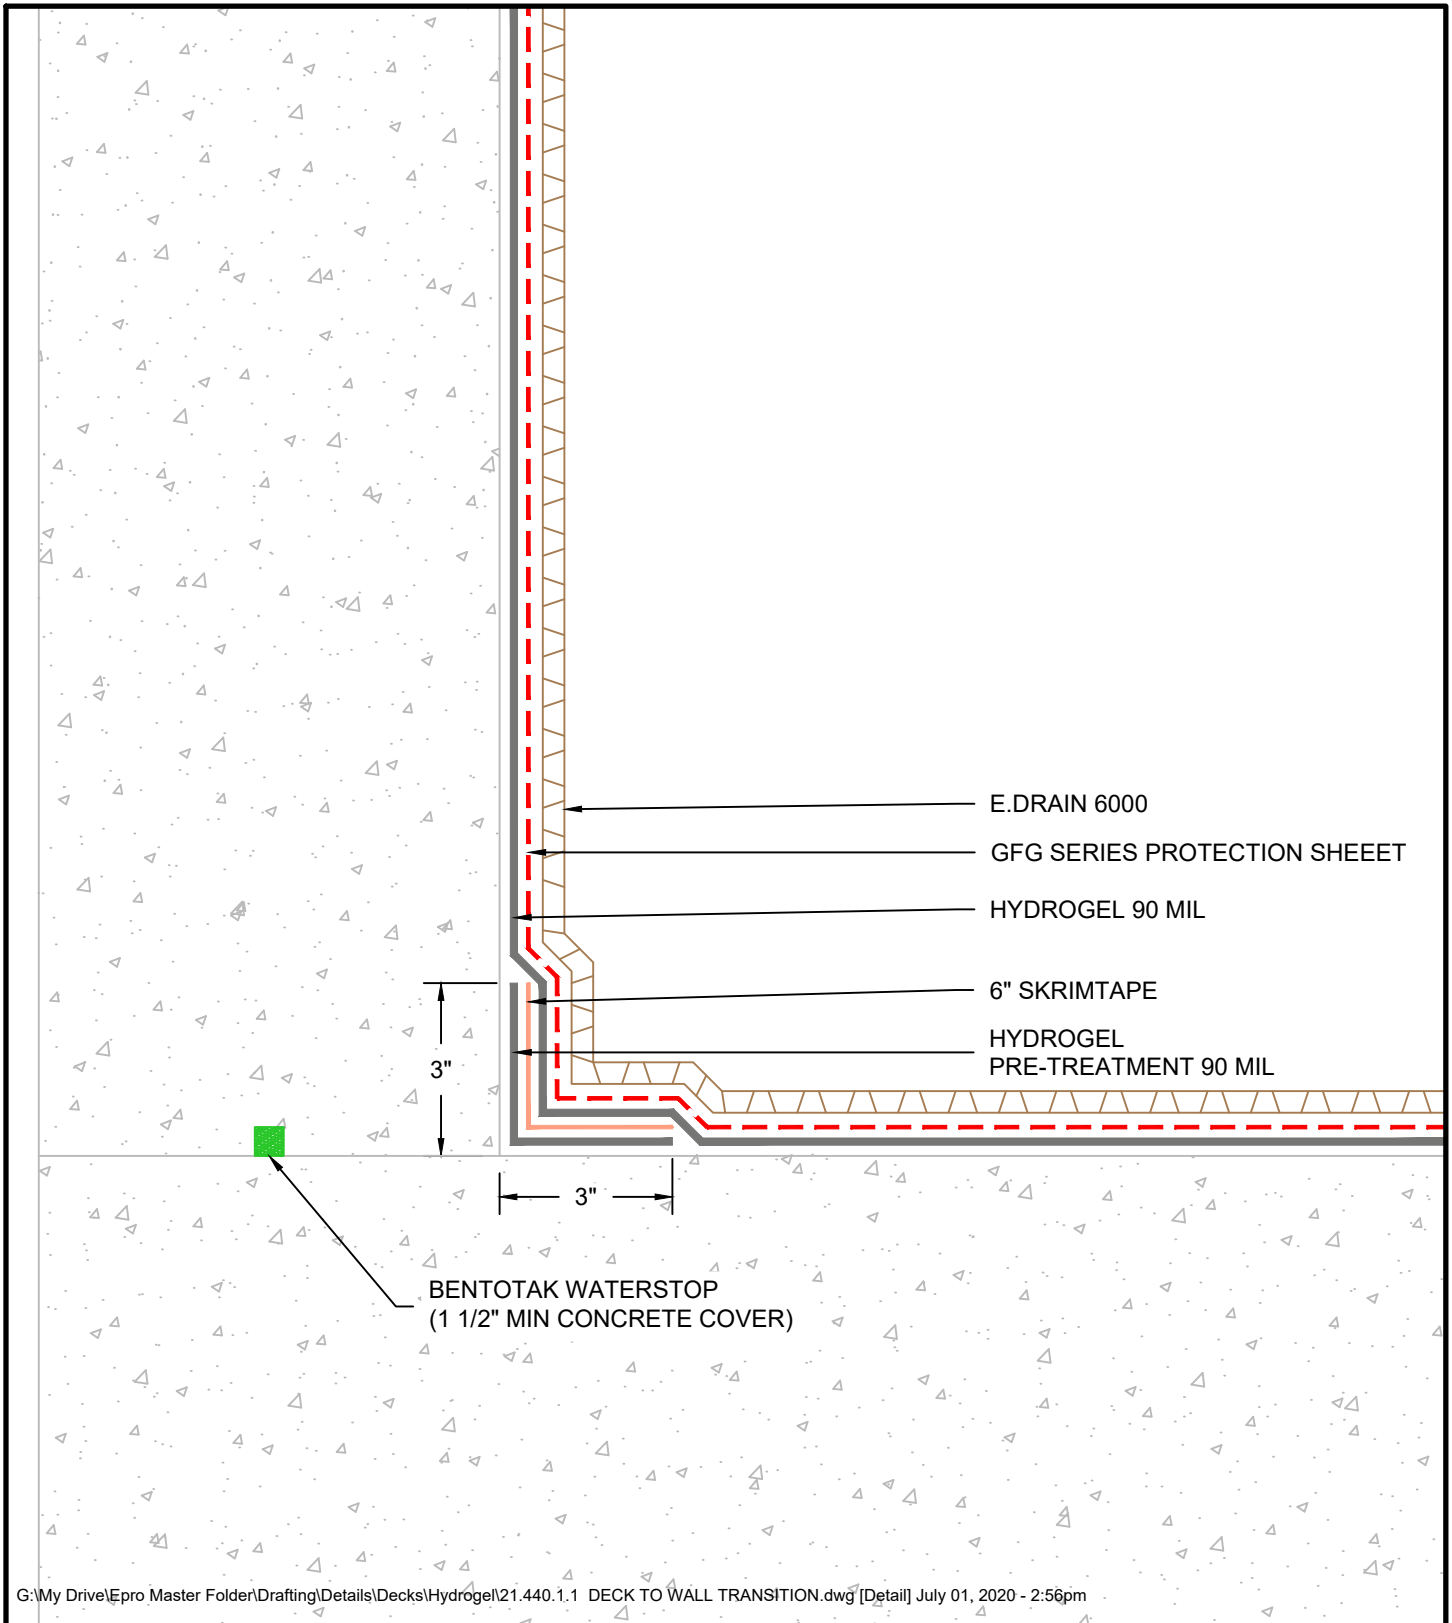 E.DRAIN 6000
GFG SERIES PROTECTION SHEEET
HYDROGEL 90 MIL
6" SKRIMTAPE
HYDROGEL
PRE-TREATMENT 90 MIL
3"
3"
BENTOTAK WATERSTOP
(1 1/2" MIN CONCRETE COVER)
G:\My Drive\Epro Master Folder\Drafting\Details\Decks\Hydrogel\21.440.1.1 DECK TO WALL TRANSITION.dwg [Detail] July 01, 2020 - 2:56pm